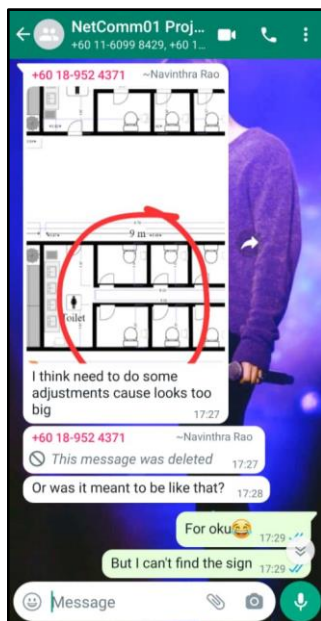 NetComm01 Proj...
+60 11-6099 8429, +60 1...
+60 18-952 4371 ~Navinthra Rao
9 m
Toilet
I think need to do some
adjustments cause looks too
big
17:27
+60 18-952 4371 ~Navinthra Rao
This message was deleted 17:27
Or was it meant to be like that? 17:28
For oku😂 17:29
But I can't find the sign 17:29
Message